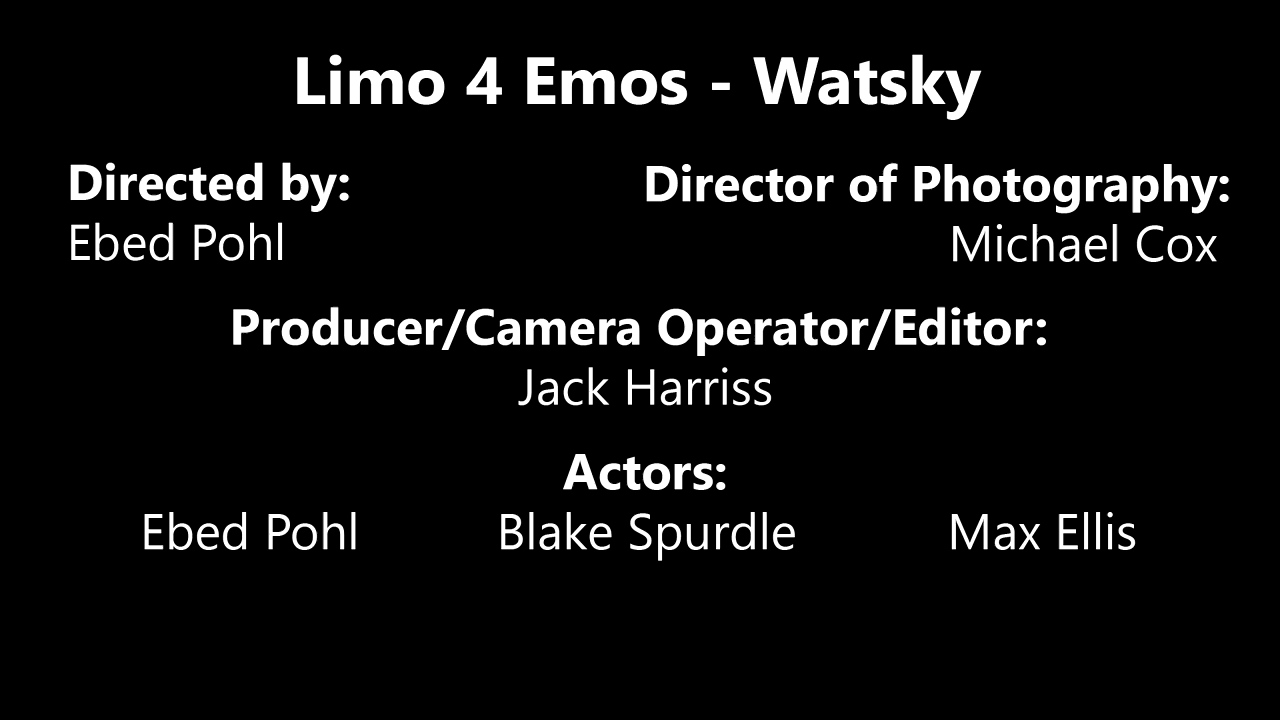 Limo 4 Emos - Watsky
Directed by:
Ebed Pohl
Director of Photography:
Michael Cox
Producer/Camera Operator/Editor:
Jack Harriss
Actors:
Ebed Pohl Blake Spurdle Max Ellis